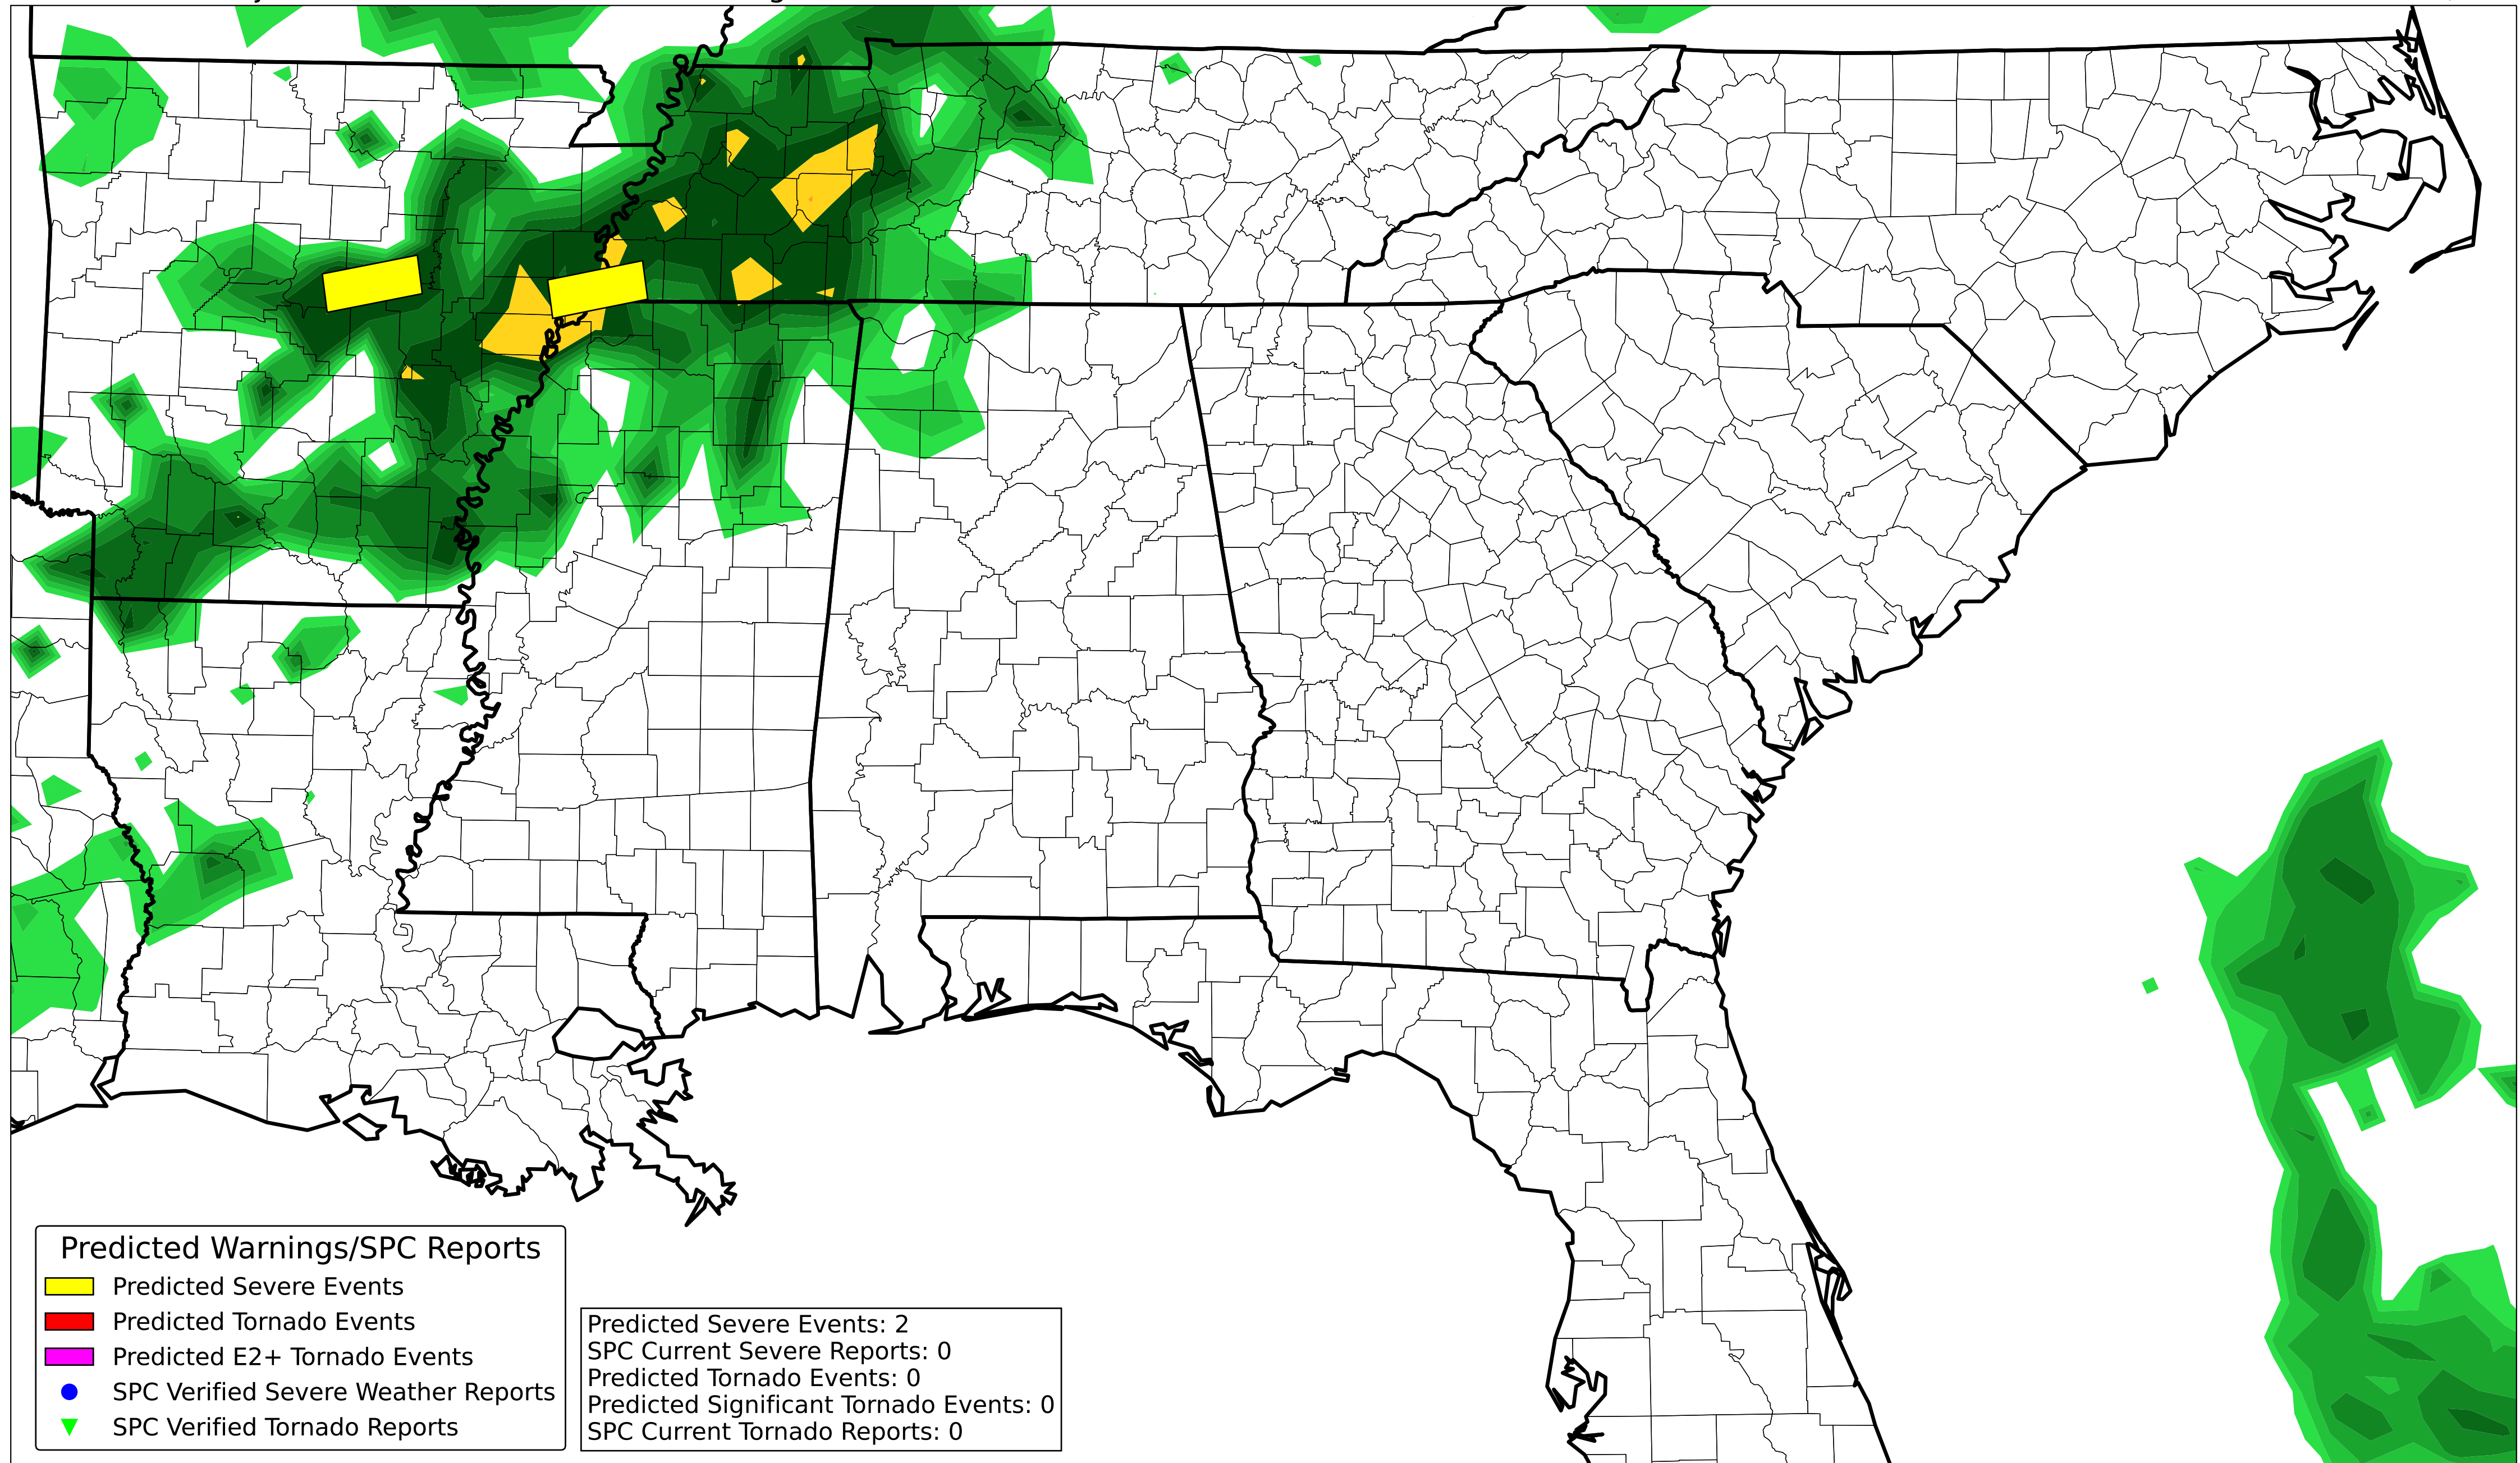 Predicted Warnings/SPC Reports
Predicted Severe Events
Predicted Tornado Events
Predicted E2+ Tornado Events
SPC Verified Severe Weather Reports
SPC Verified Tornado Reports
Predicted Severe Events: 2
SPC Current Severe Reports: 0
Predicted Tornado Events: 0
Predicted Significant Tornado Events: 0
SPC Current Tornado Reports: 0